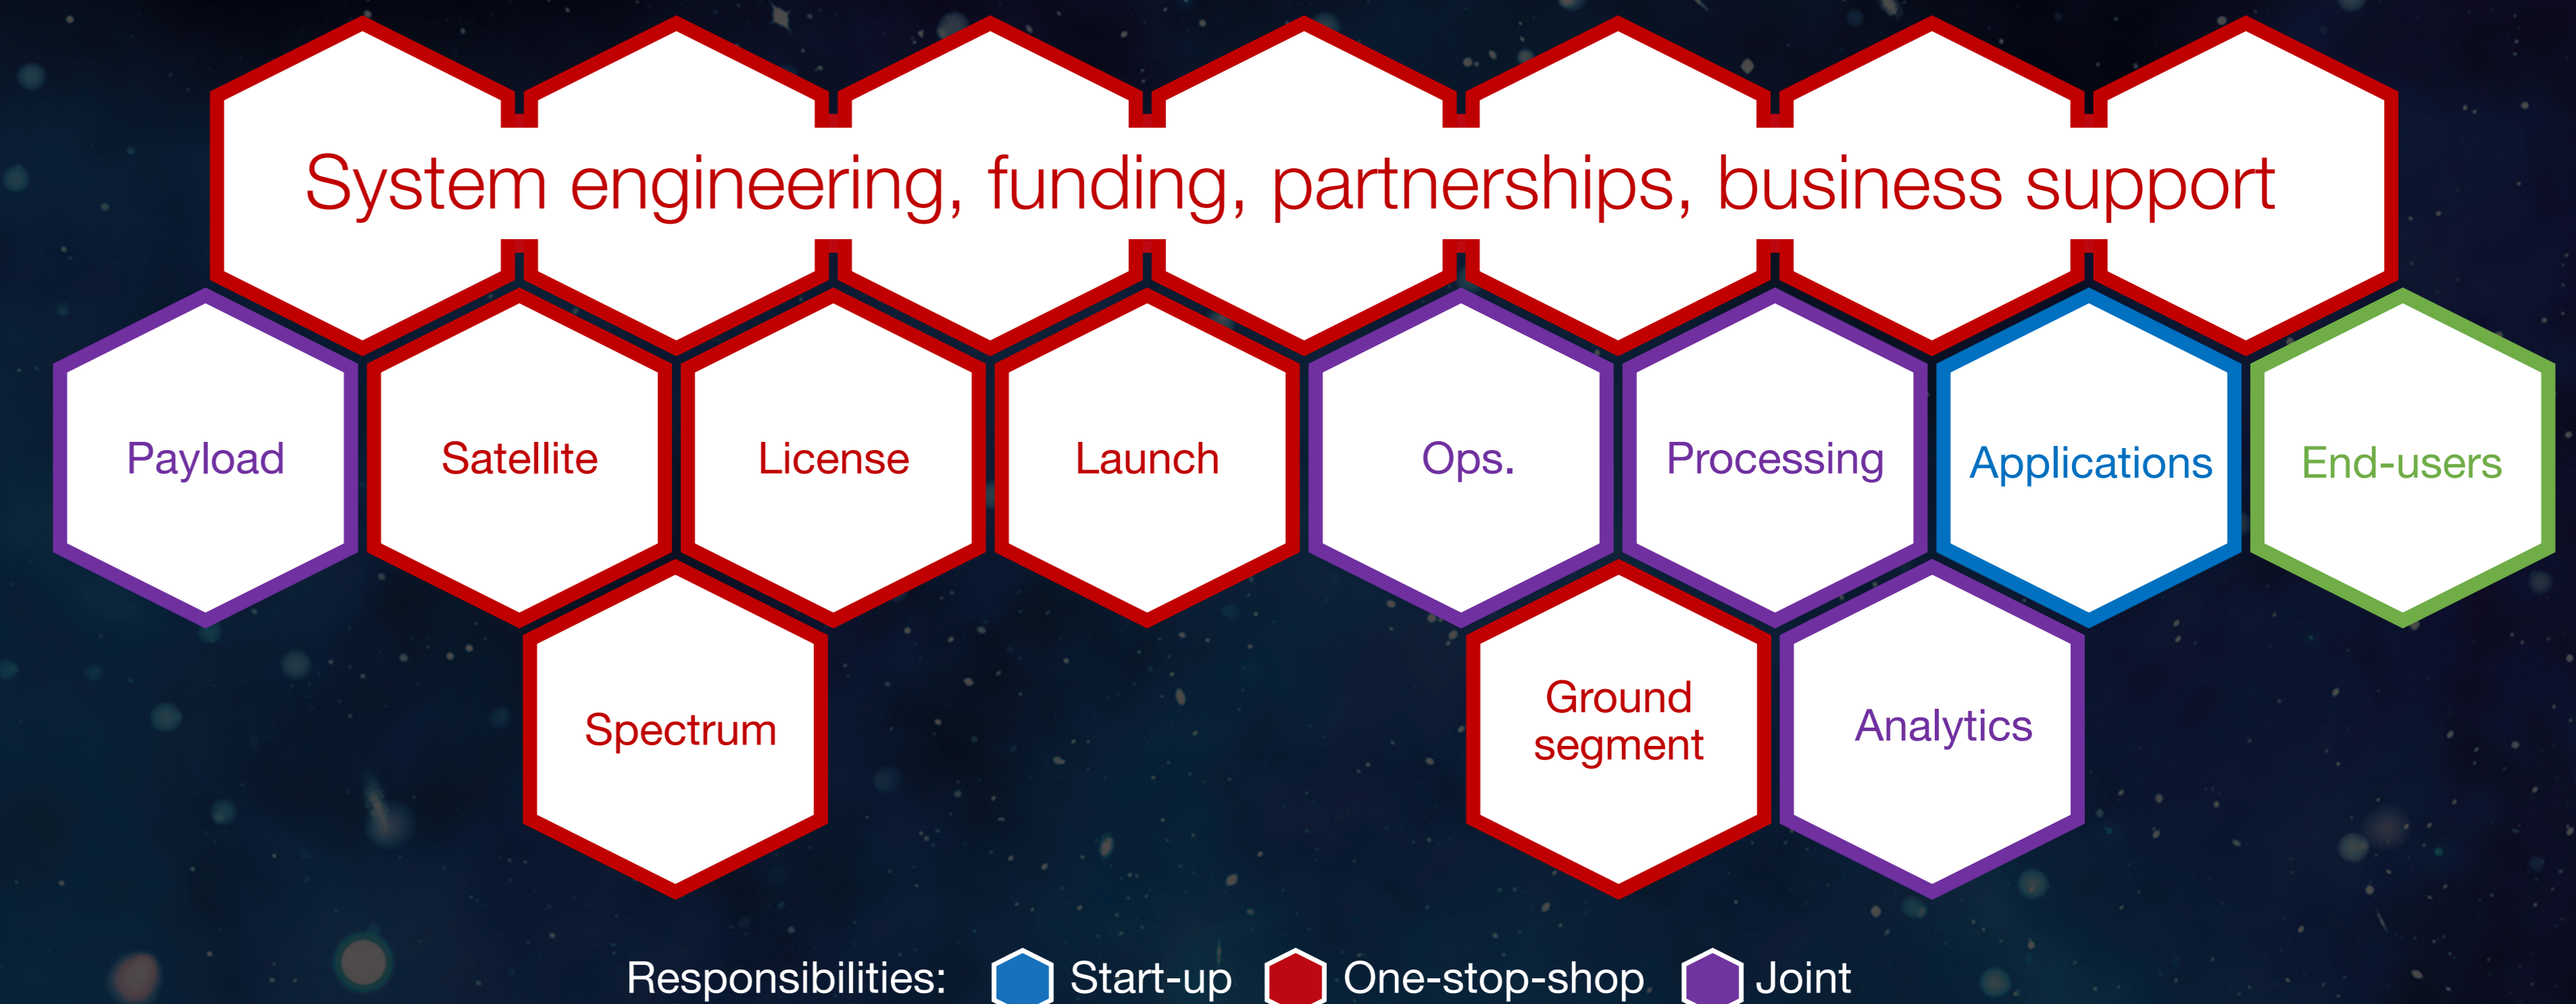 System engineering, funding, partnerships, business support
Payload
Satellite
License
Launch
Ops.
Processing
Applications
End-users
Spectrum
Ground
segment
Analytics
Responsibilities: Start-up One-stop-shop Joint